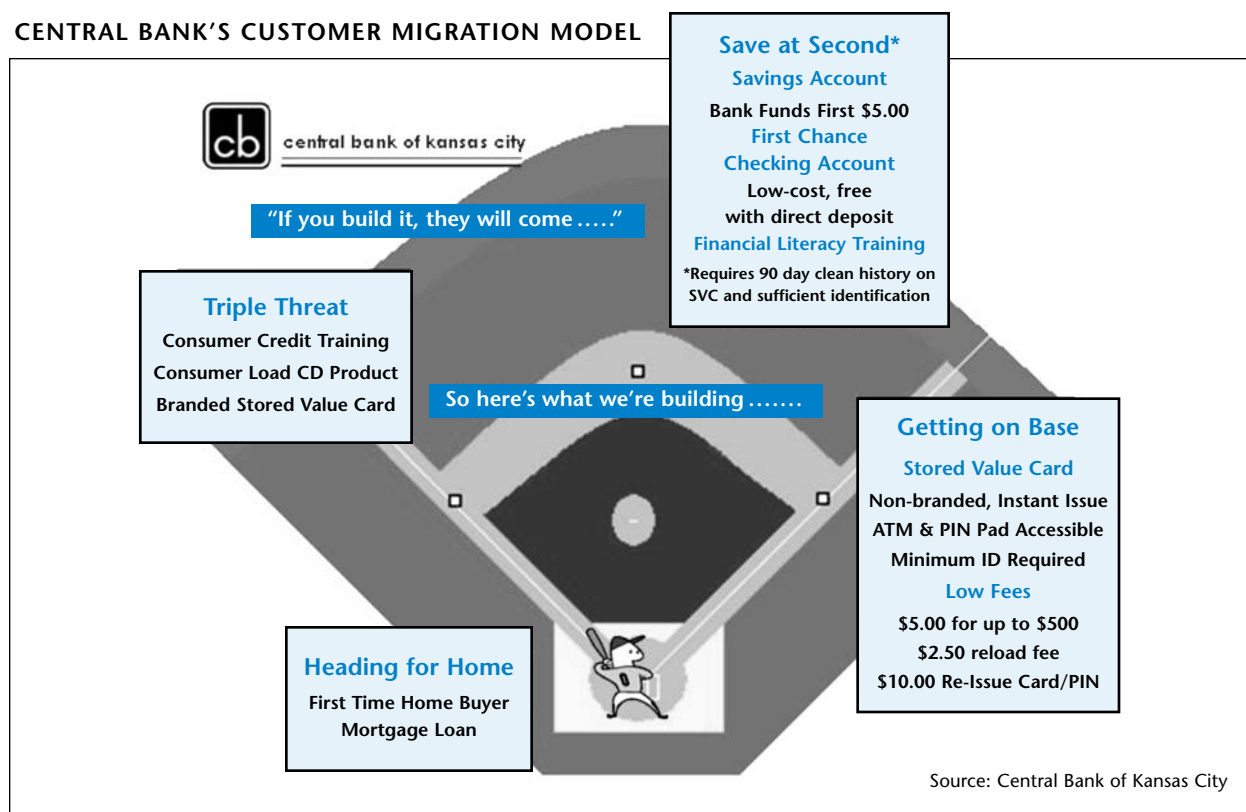 CENTRAL BANK’S CUSTOMER MIGRATION MODEL
cb
central bank of kansas city
“If you build it, they will come .....”
Save at Second*
Savings Account
Bank Funds First $5.00
First Chance
Checking Account
Low-cost, free
with direct deposit
Financial Literacy Training
*Requires 90 day clean history on
SVC and sufficient identification
Triple Threat
Consumer Credit Training
Consumer Load CD Product
Branded Stored Value Card
So here’s what we’re building .......
Getting on Base
Stored Value Card
Non-branded, Instant Issue
ATM & PIN Pad Accessible
Minimum ID Required
Low Fees
$5.00 for up to $500
$2.50 reload fee
$10.00 Re-Issue Card/PIN
Heading for Home
First Time Home Buyer
Mortgage Loan
Source: Central Bank of Kansas City